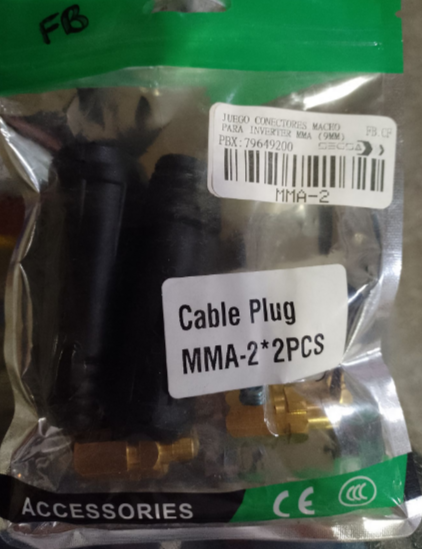 FB
JUEGO CONECTORES MACHO
PARA INVERTER MMA (9MM)
PBX:79649200
MMA-2
Cable Plug
MMA-2*2PCS
ACCESSORIES
CE
CCC